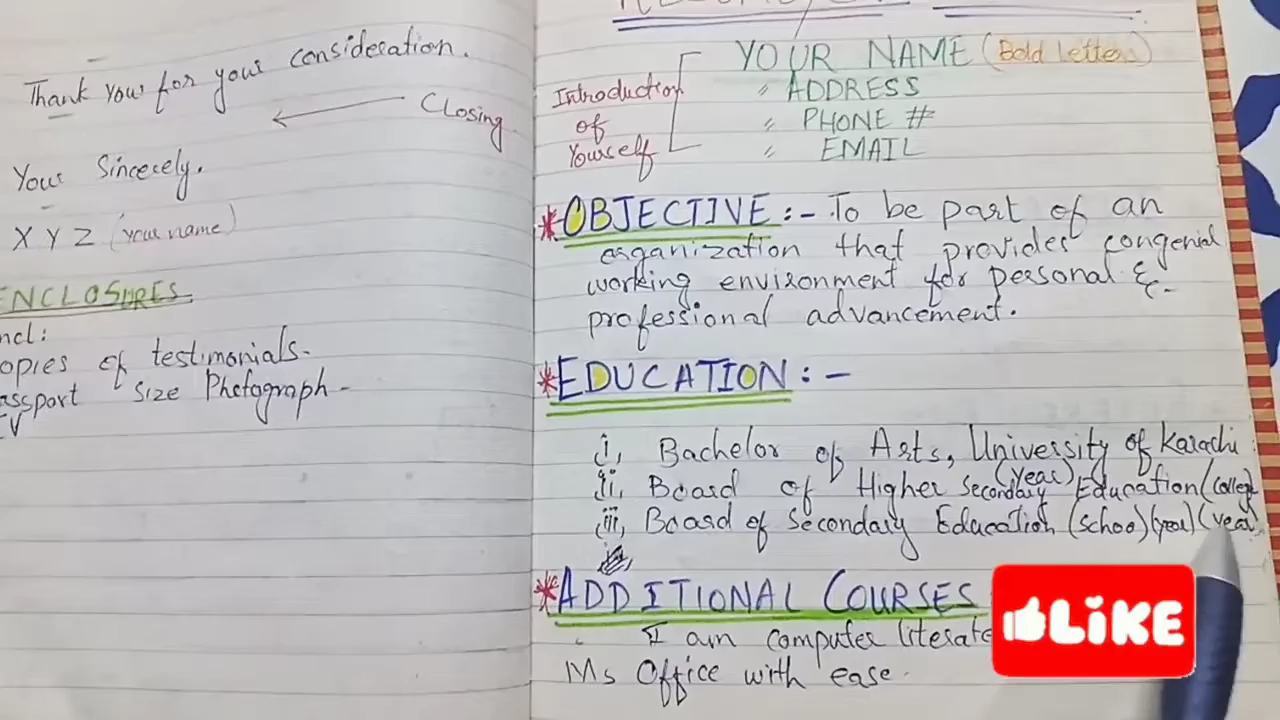 Thank You for your consideration.
Closing
Your Sincerely.
X Y Z (Your name)
ENCLOSURES
ncl:
opies of testimonials.
assport size Photograph -
CV
YOUR NAME (Bold letter)
Introduction of Yourself
" ADDRESS
" PHONE #
" EMAIL
*OBJECTIVE :- To be part of an
organization that provides congenial
working environment for personal &
professional advancement.
*EDUCATION :-
i, Bachelor of Arts, University of Karachi
(year)
ii, Board of Higher Secondary Education (College
iii, Board of Secondary Education (School) (year) (year)
*ADDITIONAL COURSES
I am computer literate
Ms Office with ease.
LIKE